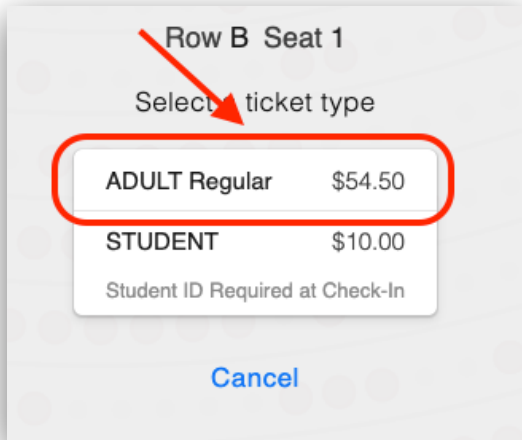 Row B Seat 1
Select ticket type
ADULT Regular $54.50
STUDENT $10.00
Student ID Required at Check-In
Cancel